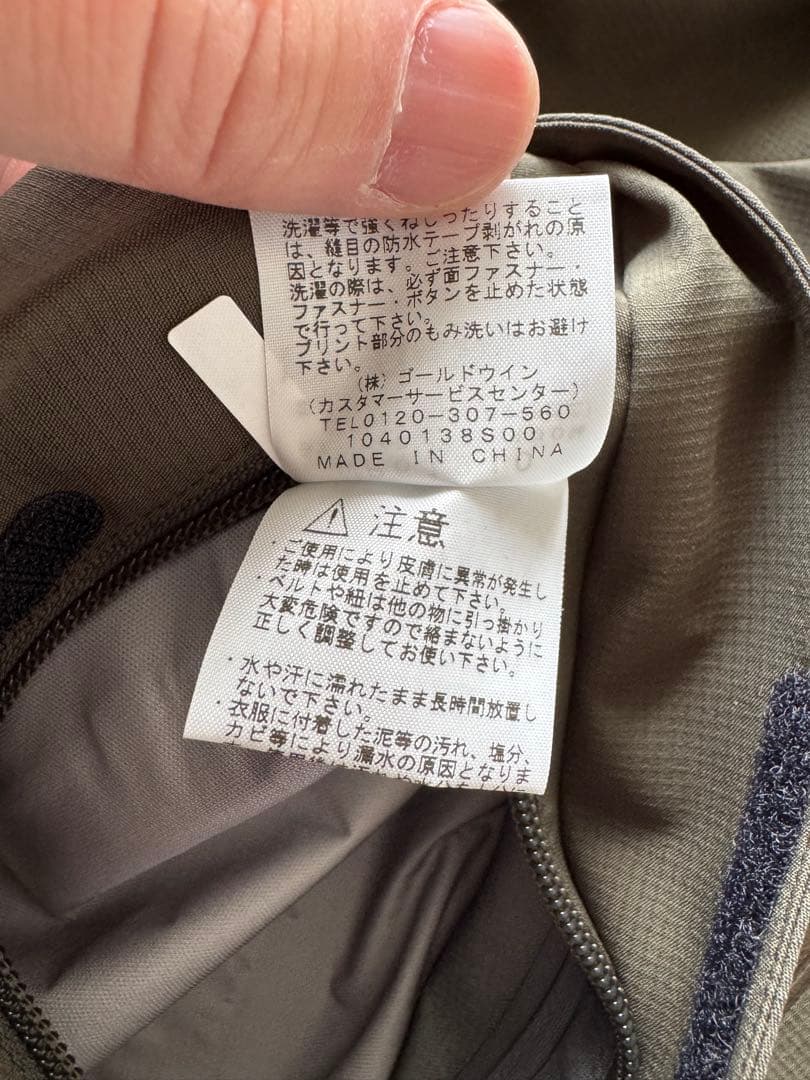 洗濯等で強くねじったりすること
は、縫目の防水テープ剥がれの原
因となります。ご注意下さい。
洗濯の際は、必ず面ファスナー・
ファスナー・ボタンを止めた状態
で行って下さい。
プリント部分のもみ洗いはお避け
下さい。
(株) ゴールドウイン
(カスタマーサービスセンター)
TEL0120-307-560
1040138S00
MADE IN CHINA
注意
・ご使用により皮膚に異常が発生し
た時は使用を止めて下さい。
・ベルトや紐は他の物に引っ掛かり
大変危険ですので絡まないように
正しく調整してお使い下さい。
・水や汗に濡れたまま長時間放置し
ないで下さい。
・衣服に付着した泥等の汚れ、塩分、
カビ等により漏水の原因となりま